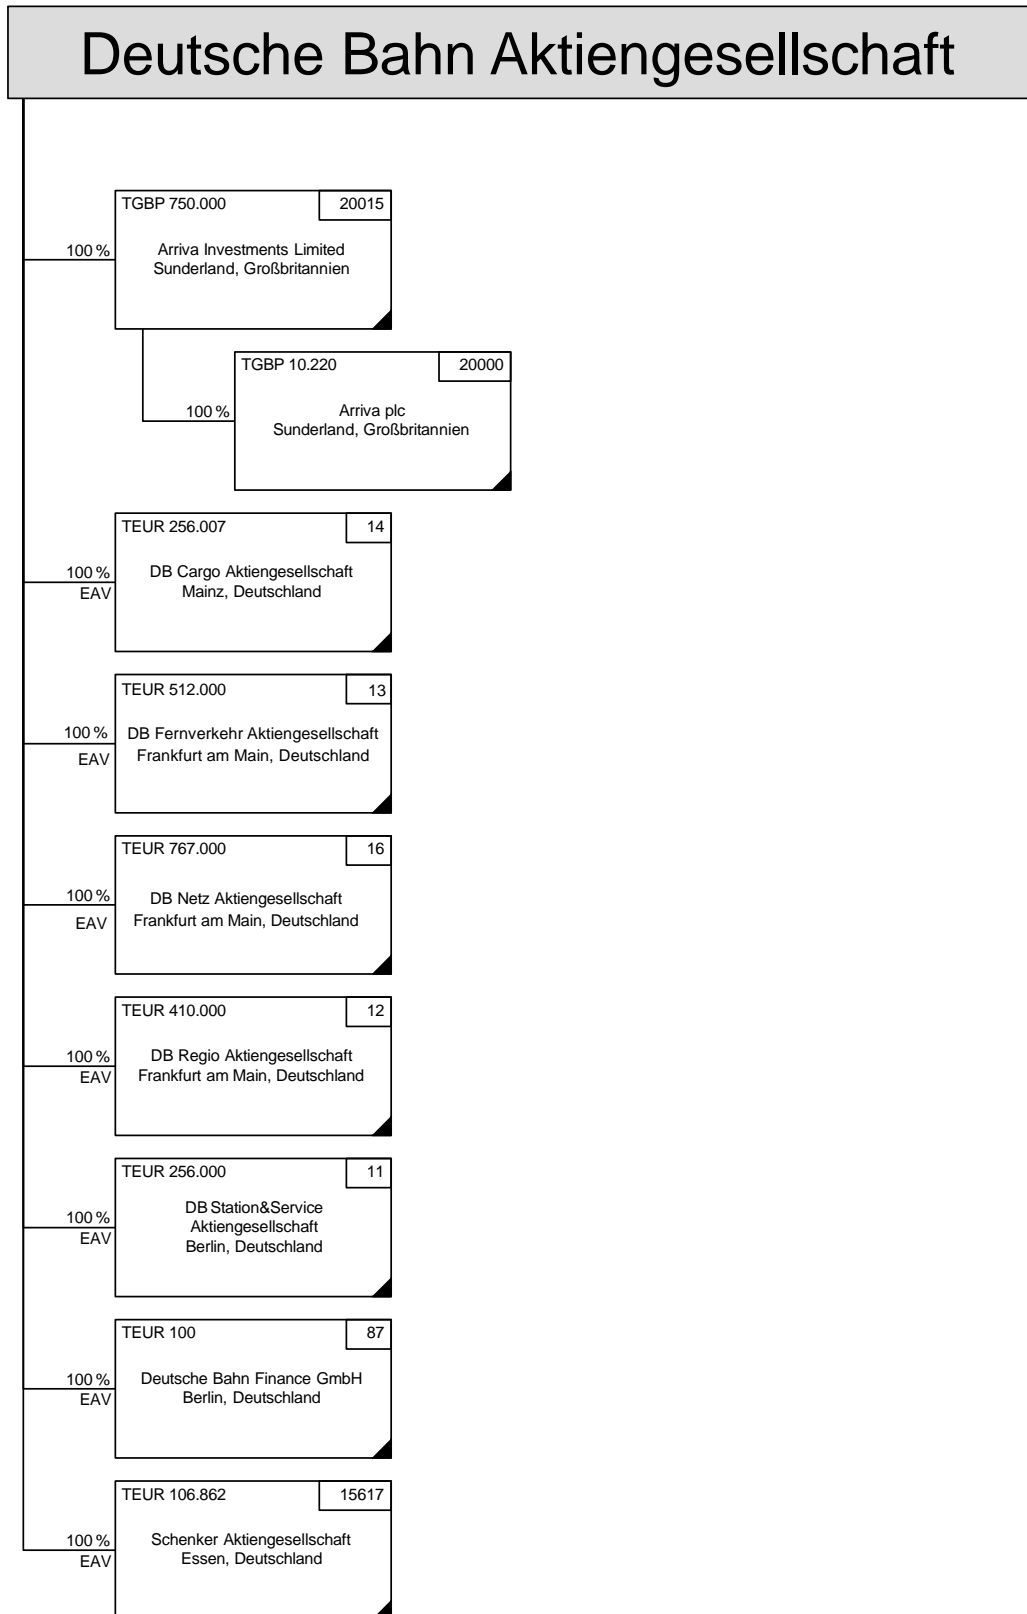 Deutsche Bahn Aktiengesellschaft
TGBP 750.000 20015
100 % Arriva Investments Limited
Sunderland, Großbritannien
TGBP 10.220 20000
100 % Arriva plc
Sunderland, Großbritannien
TEUR 256.007 14
100 % DB Cargo Aktiengesellschaft
EAV Mainz, Deutschland
TEUR 512.000 13
100 % DB Fernverkehr Aktiengesellschaft
EAV Frankfurt am Main, Deutschland
TEUR 767.000 16
100 % DB Netz Aktiengesellschaft
EAV Frankfurt am Main, Deutschland
TEUR 410.000 12
100 % DB Regio Aktiengesellschaft
EAV Frankfurt am Main, Deutschland
TEUR 256.000 11
DB Station&Service
100 % Aktiengesellschaft
EAV Berlin, Deutschland
TEUR 100 87
100 % Deutsche Bahn Finance GmbH
EAV Berlin, Deutschland
TEUR 106.862 15617
100 % Schenker Aktiengesellschaft
EAV Essen, Deutschland